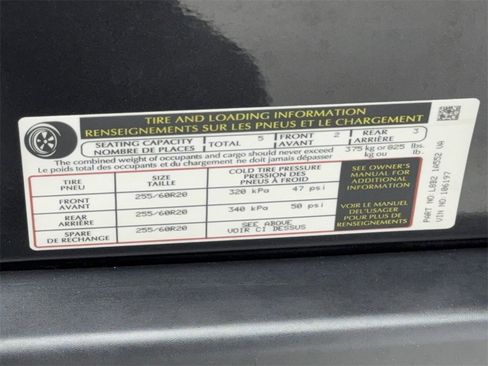 TIRE AND LOADING INFORMATION
RENSEIGNEMENTS SUR LES PNEUS ET LE CHARGEMENT
SEATING CAPACITY TOTAL 5 FRONT 2 REAR 3
NOMBRE DE PLACES AVANT ARRIÈRE
The combined weight of occupants and cargo should never exceed 375 kg or 825 lbs.
Le poids total des occupants et du chargement ne doit jamais dépasser kg ou lb.
TIRE SIZE COLD TIRE PRESSURE
PNEU TAILLE PRESSION DES PNEUS À FROID
FRONT 255/60R20 320 kPa 47 psi
AVANT
REAR 255/60R20 340 kPa 50 psi
ARRIÈRE
SPARE 255/60R20 SEE ABOVE
DE RECHANGE VOIR CI DESSUS
SEE OWNER'S
MANUAL FOR
ADDITIONAL
INFORMATION
VOIR LE MANUEL
DE L'USAGER
POUR PLUS DE
RENSEIGNEMENTS
VIN NO.